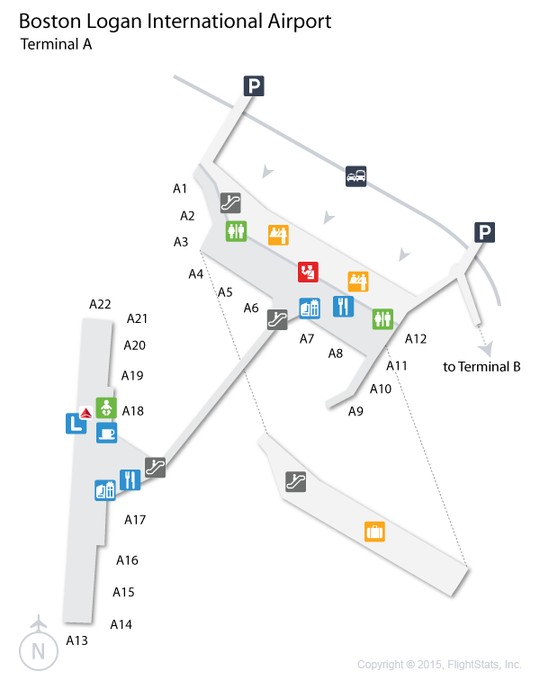 Boston Logan International Airport
Terminal A
P
A1
A2
A3
P
A4
A5
A6
A22
A21
A7
A12
A20
A8
A11
to Terminal B
A19
A10
A18
A9
L
A17
A16
A15
A14
A13
N
Copyright © 2015, FlightStats, Inc.